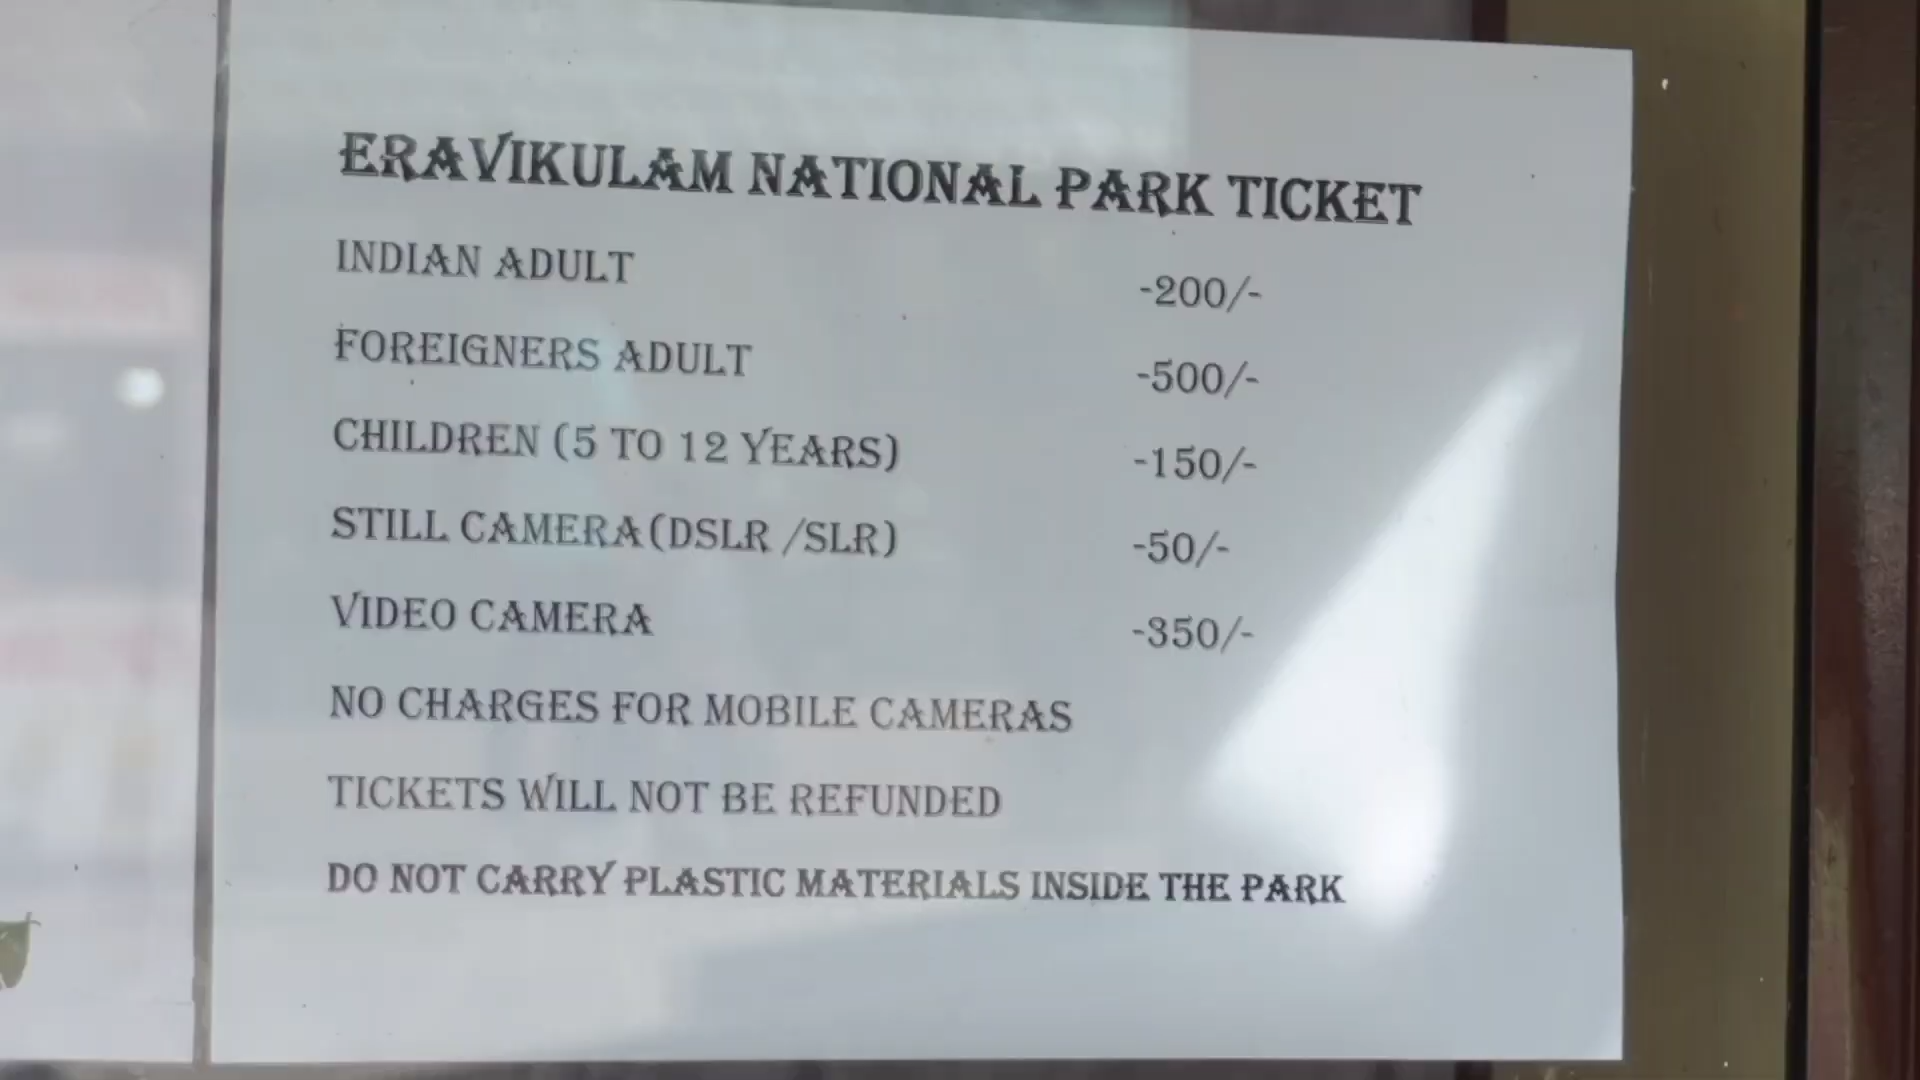 ERAVIKULAM NATIONAL PARK TICKET
INDIAN ADULT -200/-
FOREIGNERS ADULT -500/-
CHILDREN (5 TO 12 YEARS) -150/-
STILL CAMERA(DSLR /SLR) -50/-
VIDEO CAMERA -350/-
NO CHARGES FOR MOBILE CAMERAS
TICKETS WILL NOT BE REFUNDED
DO NOT CARRY PLASTIC MATERIALS INSIDE THE PARK